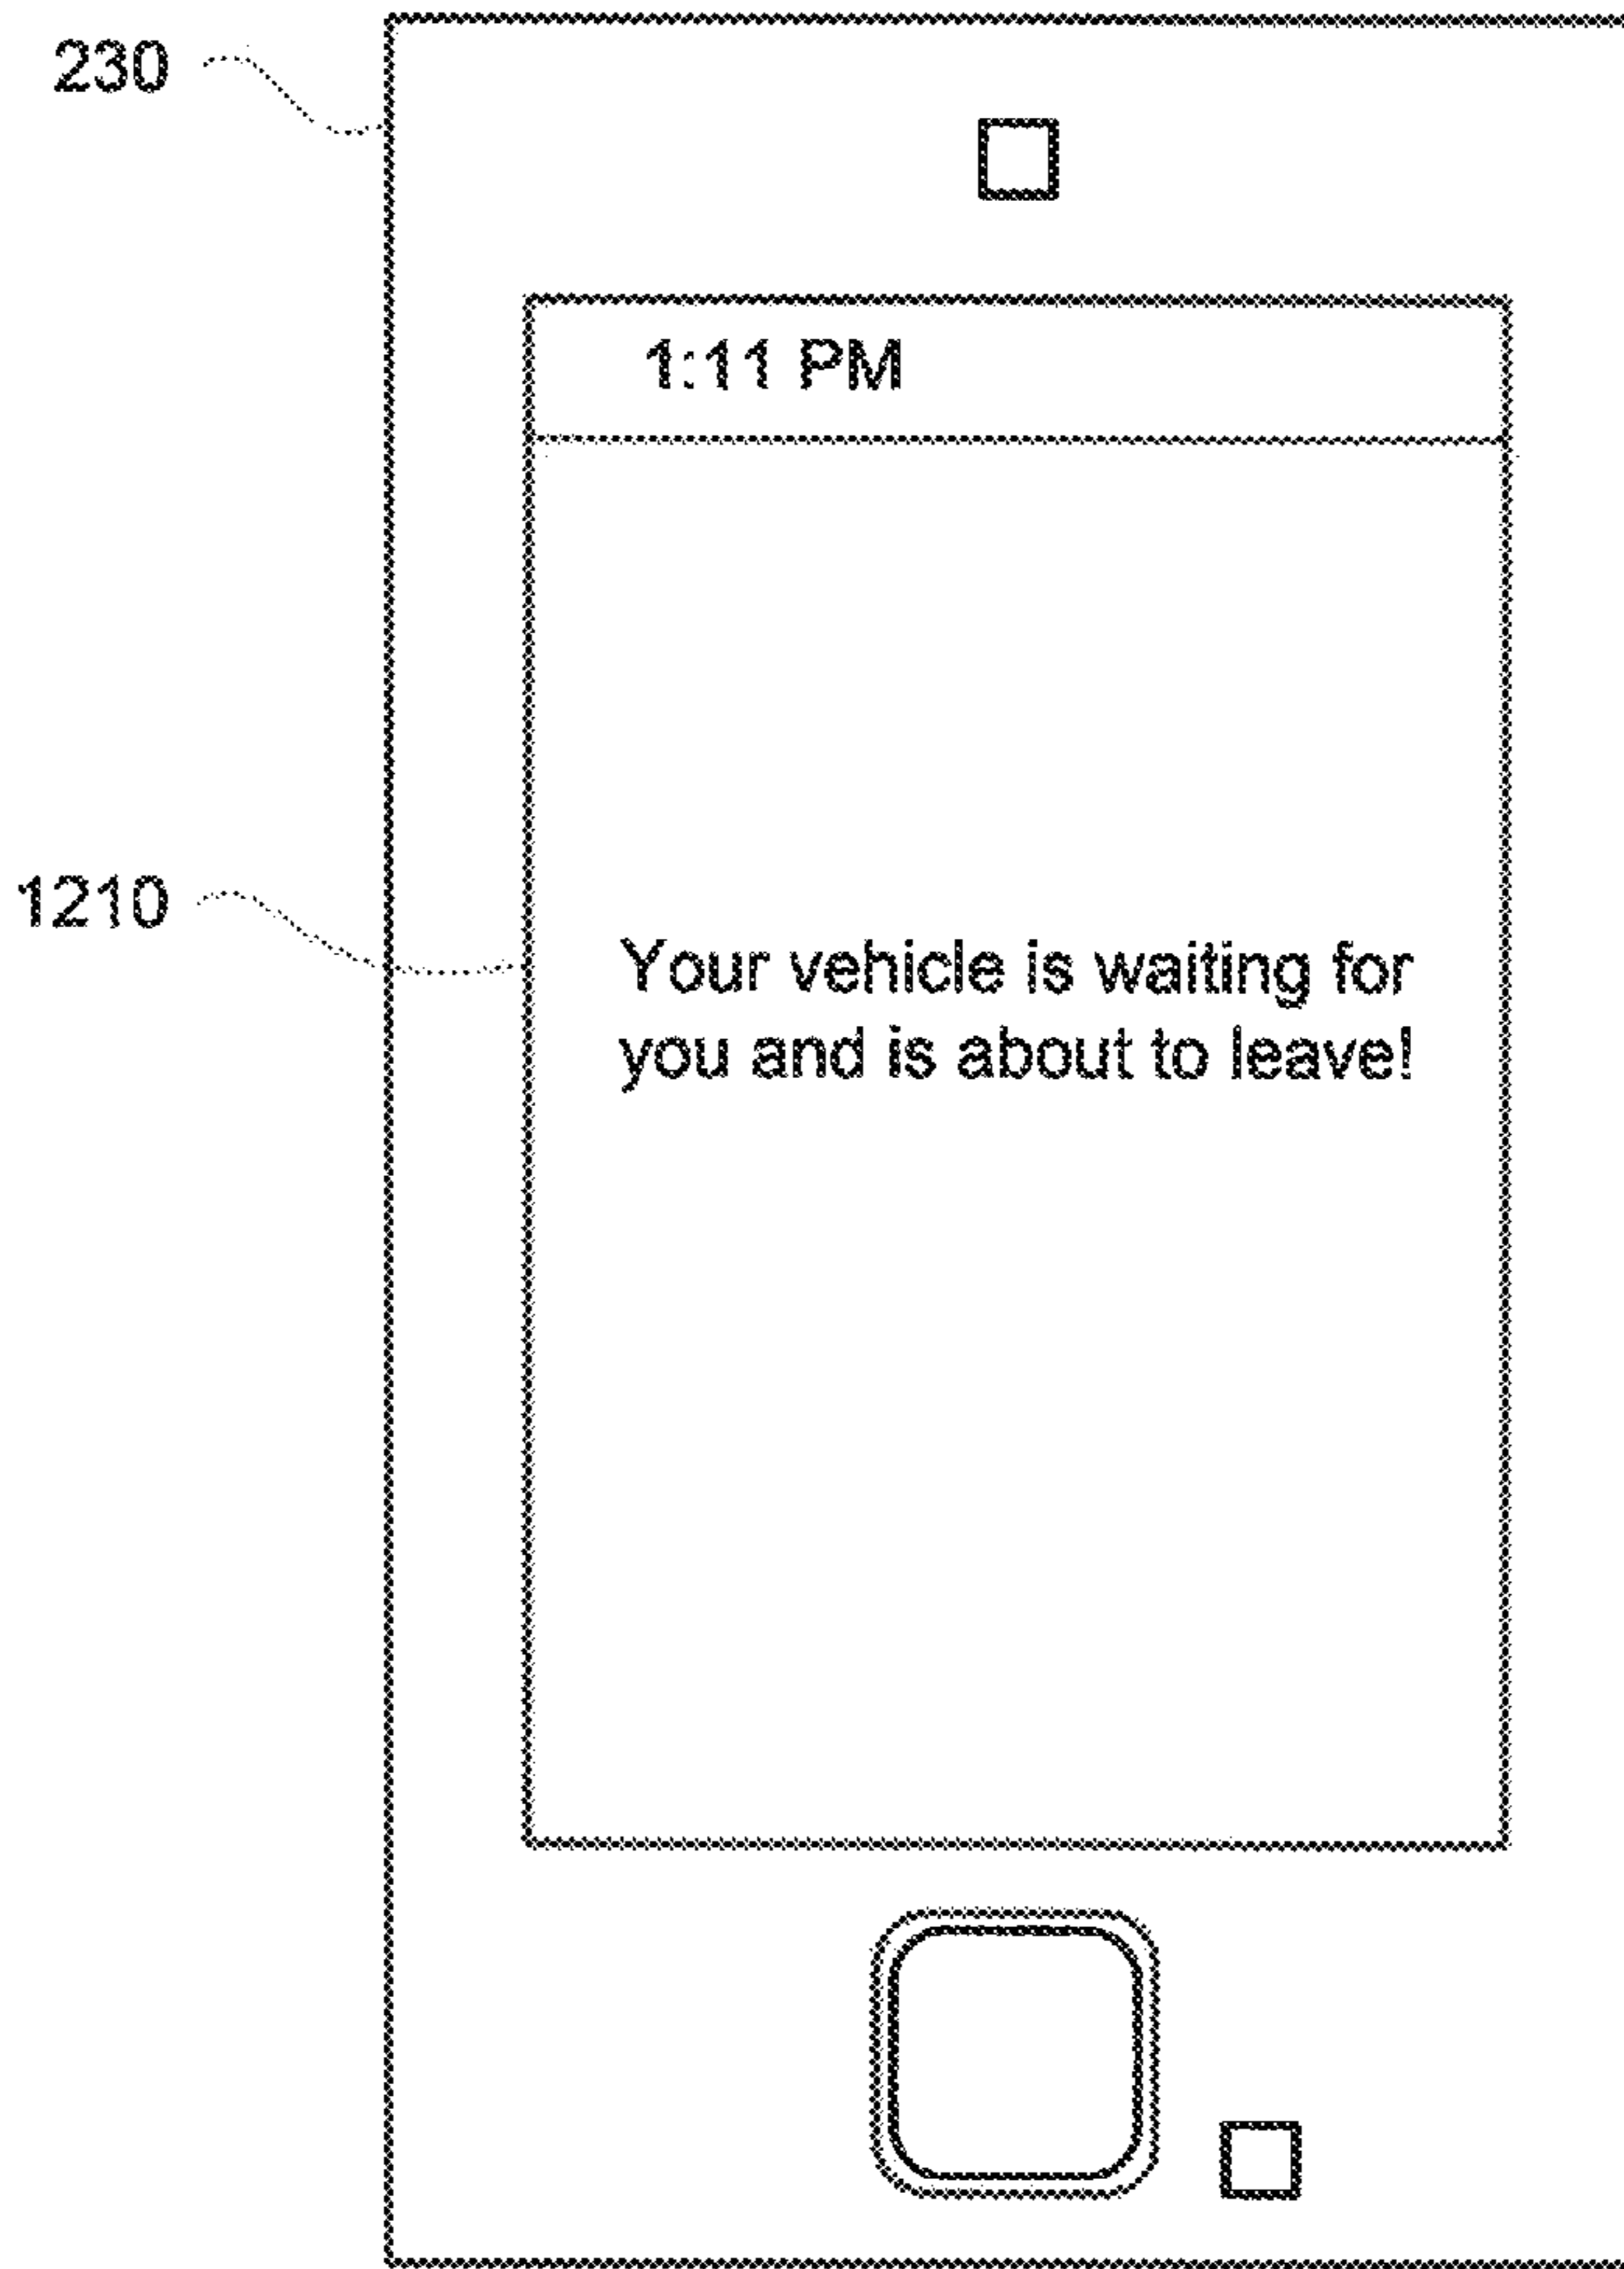 230
1:11 PM
1210
Your vehicle is waiting for
you and is about to leave!